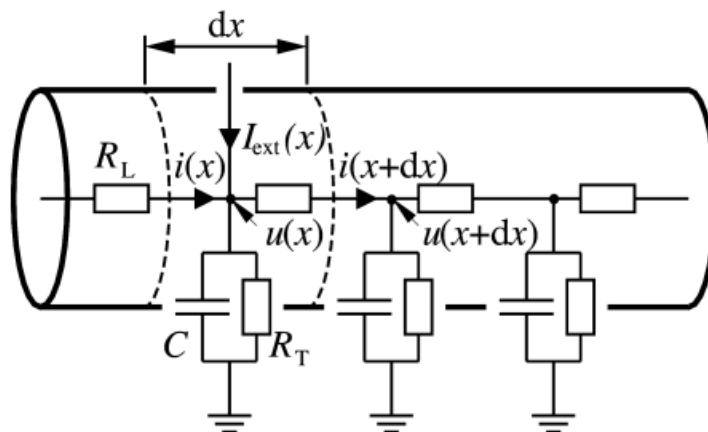 dx
I_ext(x)
R_L i(x) i(x+dx)
u(x) u(x+dx)
C R_T